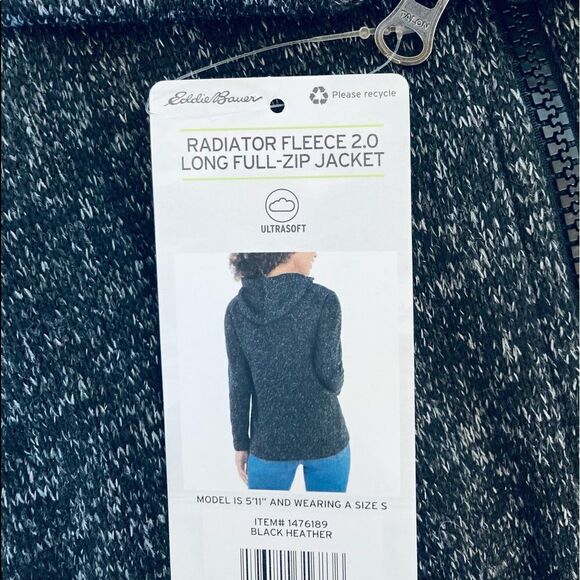 TALON
Eddie Bauer
Please recycle
RADIATOR FLEECE 2.0
LONG FULL-ZIP JACKET
ULTRASOFT
MODEL IS 5'11" AND WEARING A SIZE S
ITEM# 1476189
BLACK HEATHER